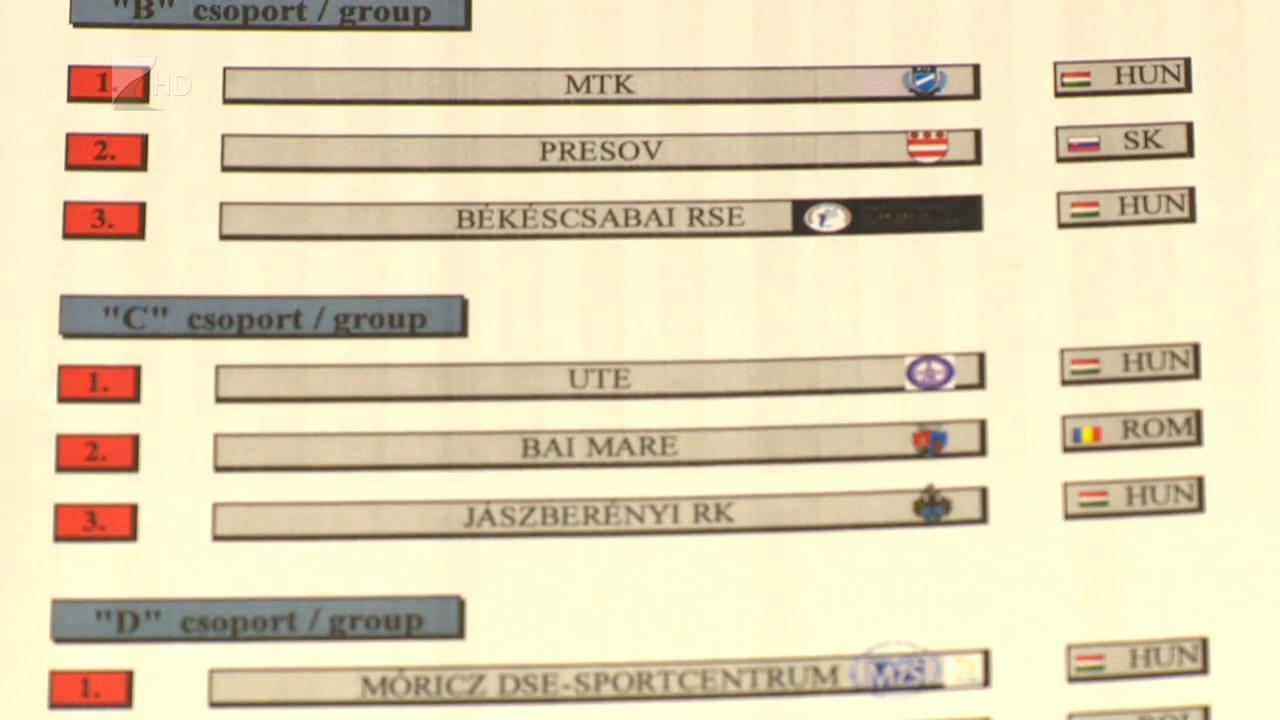 "B" csoport / group
1. MTK HUN
7 HD
2. PRESOV SK
3. BÉKÉSCSABAI RSE HUN
"C" csoport / group
1. UTE HUN
2. BAI MARE ROM
3. JÁSZBERÉNYI RK HUN
"D" csoport / group
1. MÓRICZ DSE-SPORTCENTRUM HUN